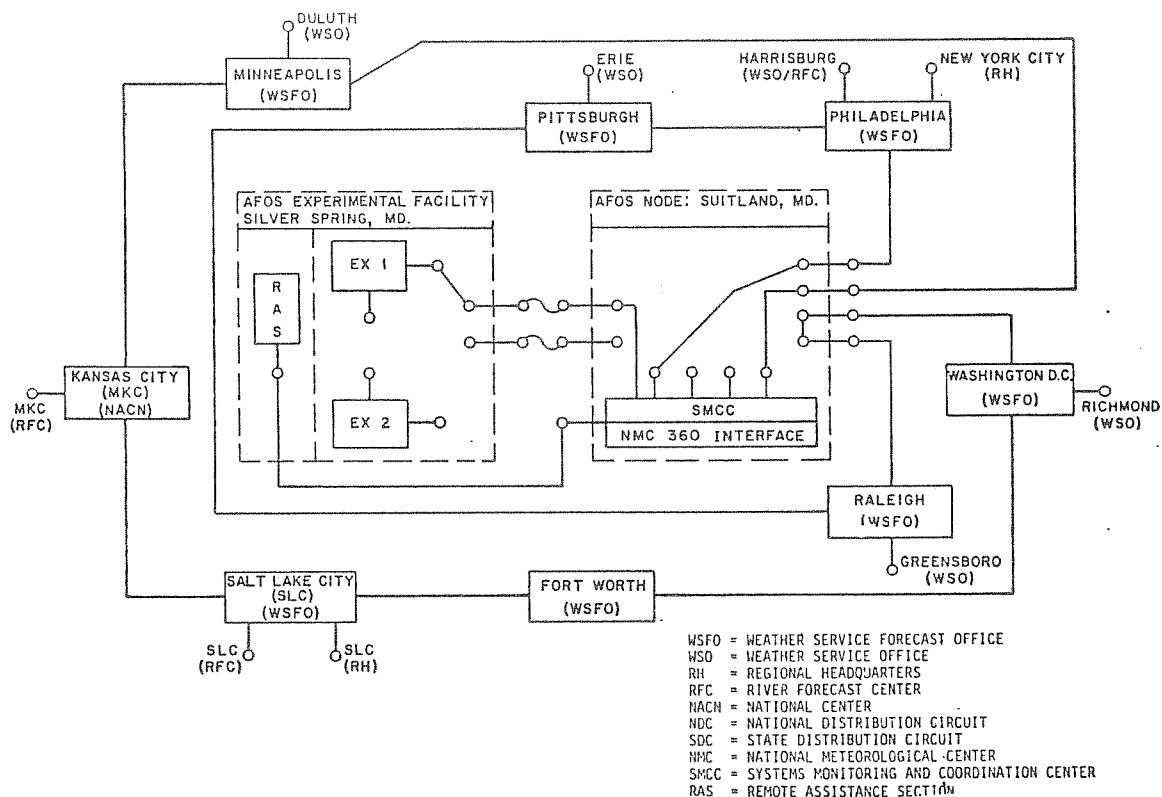 DULUTH
(WSO)
MINNEAPOLIS
(WSFO)
ERIE
(WSO)
PITTSBURGH
(WSFO)
HARRISBURG
(WSO/RFC)
NEW YORK CITY
(RH)
PHILADELPHIA
(WSFO)
AFOS EXPERIMENTAL FACILITY
SILVER SPRING, MD.
RAS
EX 1
EX 2
AFOS NODE: SUITLAND, MD.
SMCC
NMC 360 INTERFACE
KANSAS CITY
(MKC)
(NACN)
MKC
(RFC)
WASHINGTON D.C.
(WSFO)
RICHMOND
(WSO)
RALEIGH
(WSFO)
GREENSBORO
(WSO)
SALT LAKE CITY
(SLC)
(WSFO)
SLC
(RFC)
SLC
(RH)
FORT WORTH
(WSFO)
WSFO = WEATHER SERVICE FORECAST OFFICE
WSO = WEATHER SERVICE OFFICE
RH = REGIONAL HEADQUARTERS
RFC = RIVER FORECAST CENTER
NACN = NATIONAL CENTER
NDC = NATIONAL DISTRIBUTION CIRCUIT
SDC = STATE DISTRIBUTION CIRCUIT
NMC = NATIONAL METEOROLOGICAL CENTER
SMCC = SYSTEMS MONITORING AND COORDINATION CENTER
RAS = REMOTE ASSISTANCE SECTION